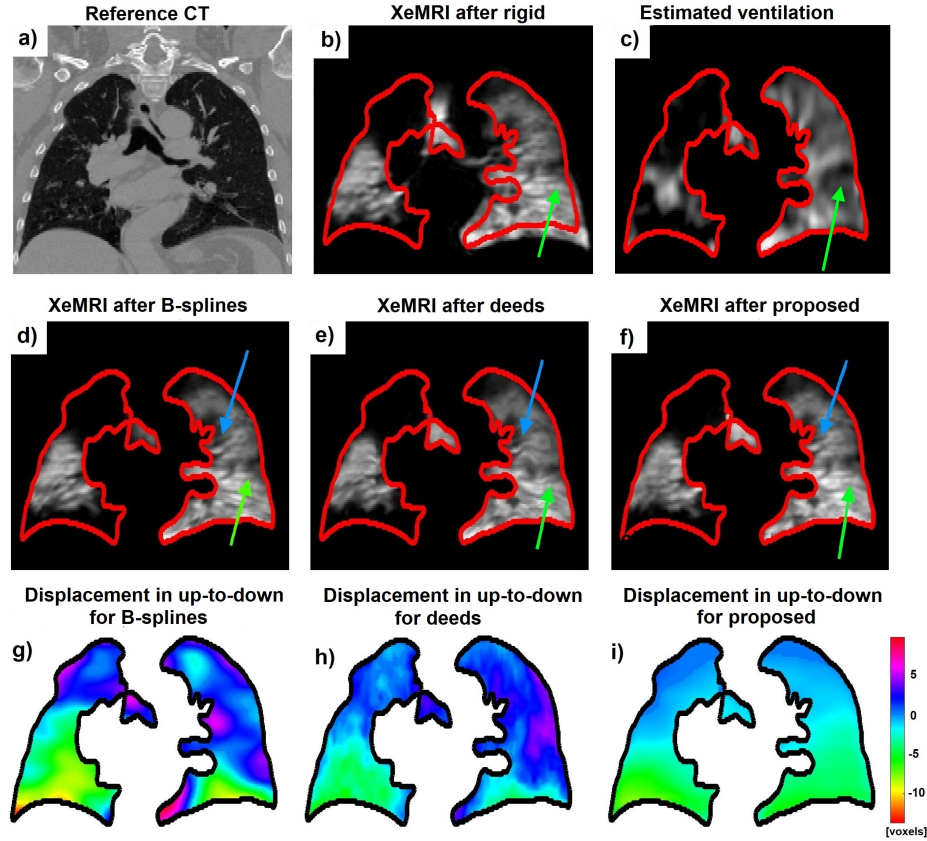 Reference CT
XeMRI after rigid
Estimated ventilation
a)
b)
c)
XeMRI after B-splines
XeMRI after deeds
XeMRI after proposed
d)
e)
f)
Displacement in up-to-down
for B-splines
Displacement in up-to-down
for deeds
Displacement in up-to-down
for proposed
g)
h)
i)
5
0
-5
-10
[voxels]